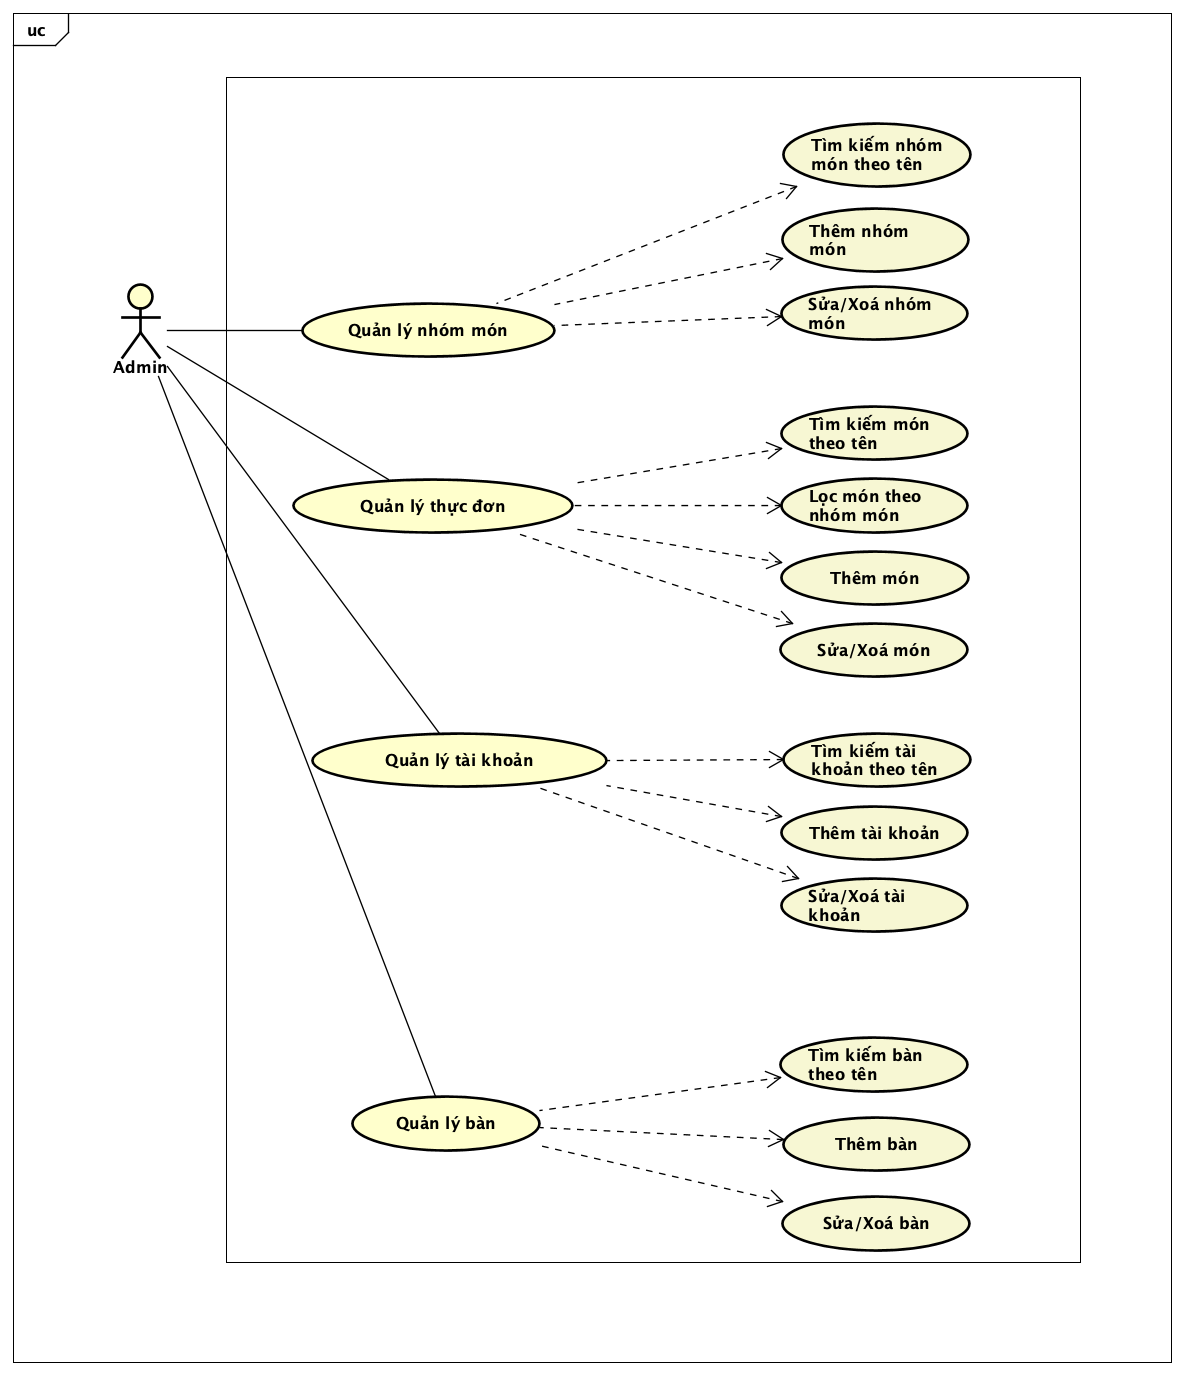 uc
Tìm kiếm nhóm
món theo tên
Thêm nhóm
món
Sửa/Xoá nhóm
món
Quản lý nhóm món
Admin
Tìm kiếm món
theo tên
Lọc món theo
nhóm món
Quản lý thực đơn
Thêm món
Sửa/Xoá món
Tìm kiếm tài
khoản theo tên
Quản lý tài khoản
Thêm tài khoản
Sửa/Xoá tài
khoản
Tìm kiếm bàn
theo tên
Quản lý bàn
Thêm bàn
Sửa/Xoá bàn